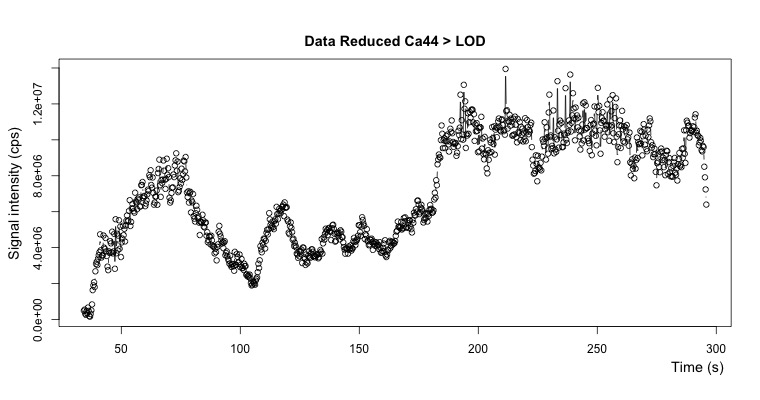 Data Reduced Ca44 > LOD
Signal intensity (cps)
1.2e+07
8.0e+06
4.0e+06
0.0e+00
50 100 150 200 250 300
Time (s)